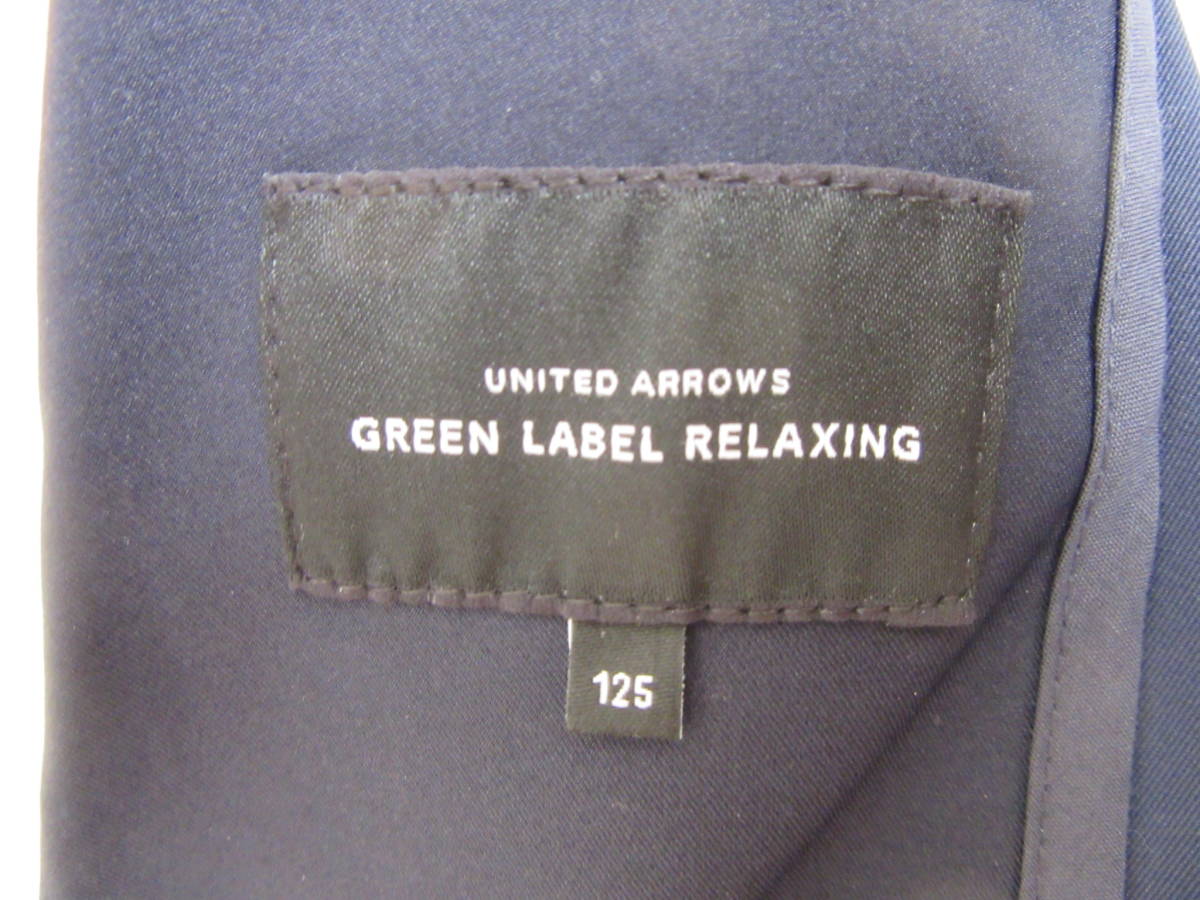 UNITED ARROWS
GREEN LABEL RELAXING
125